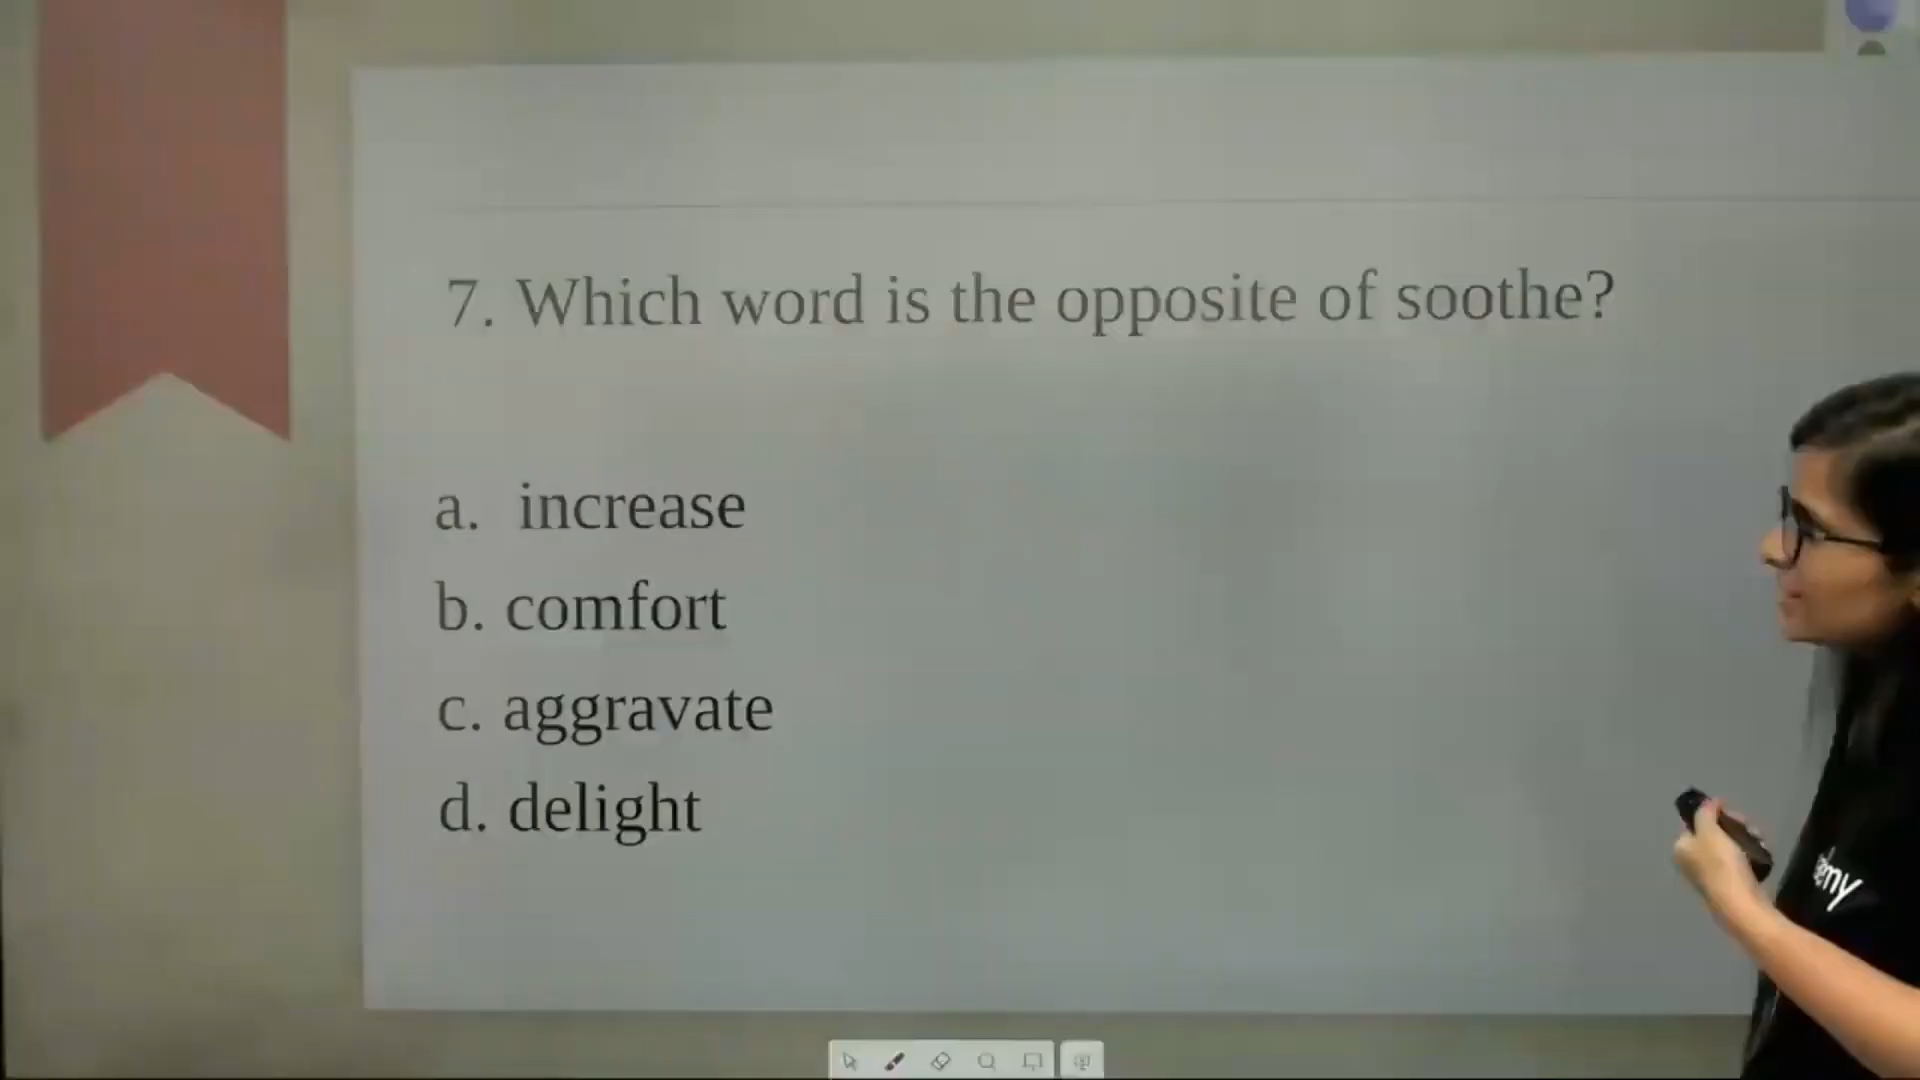 7. Which word is the opposite of soothe?
a. increase
b. comfort
c. aggravate
d. delight